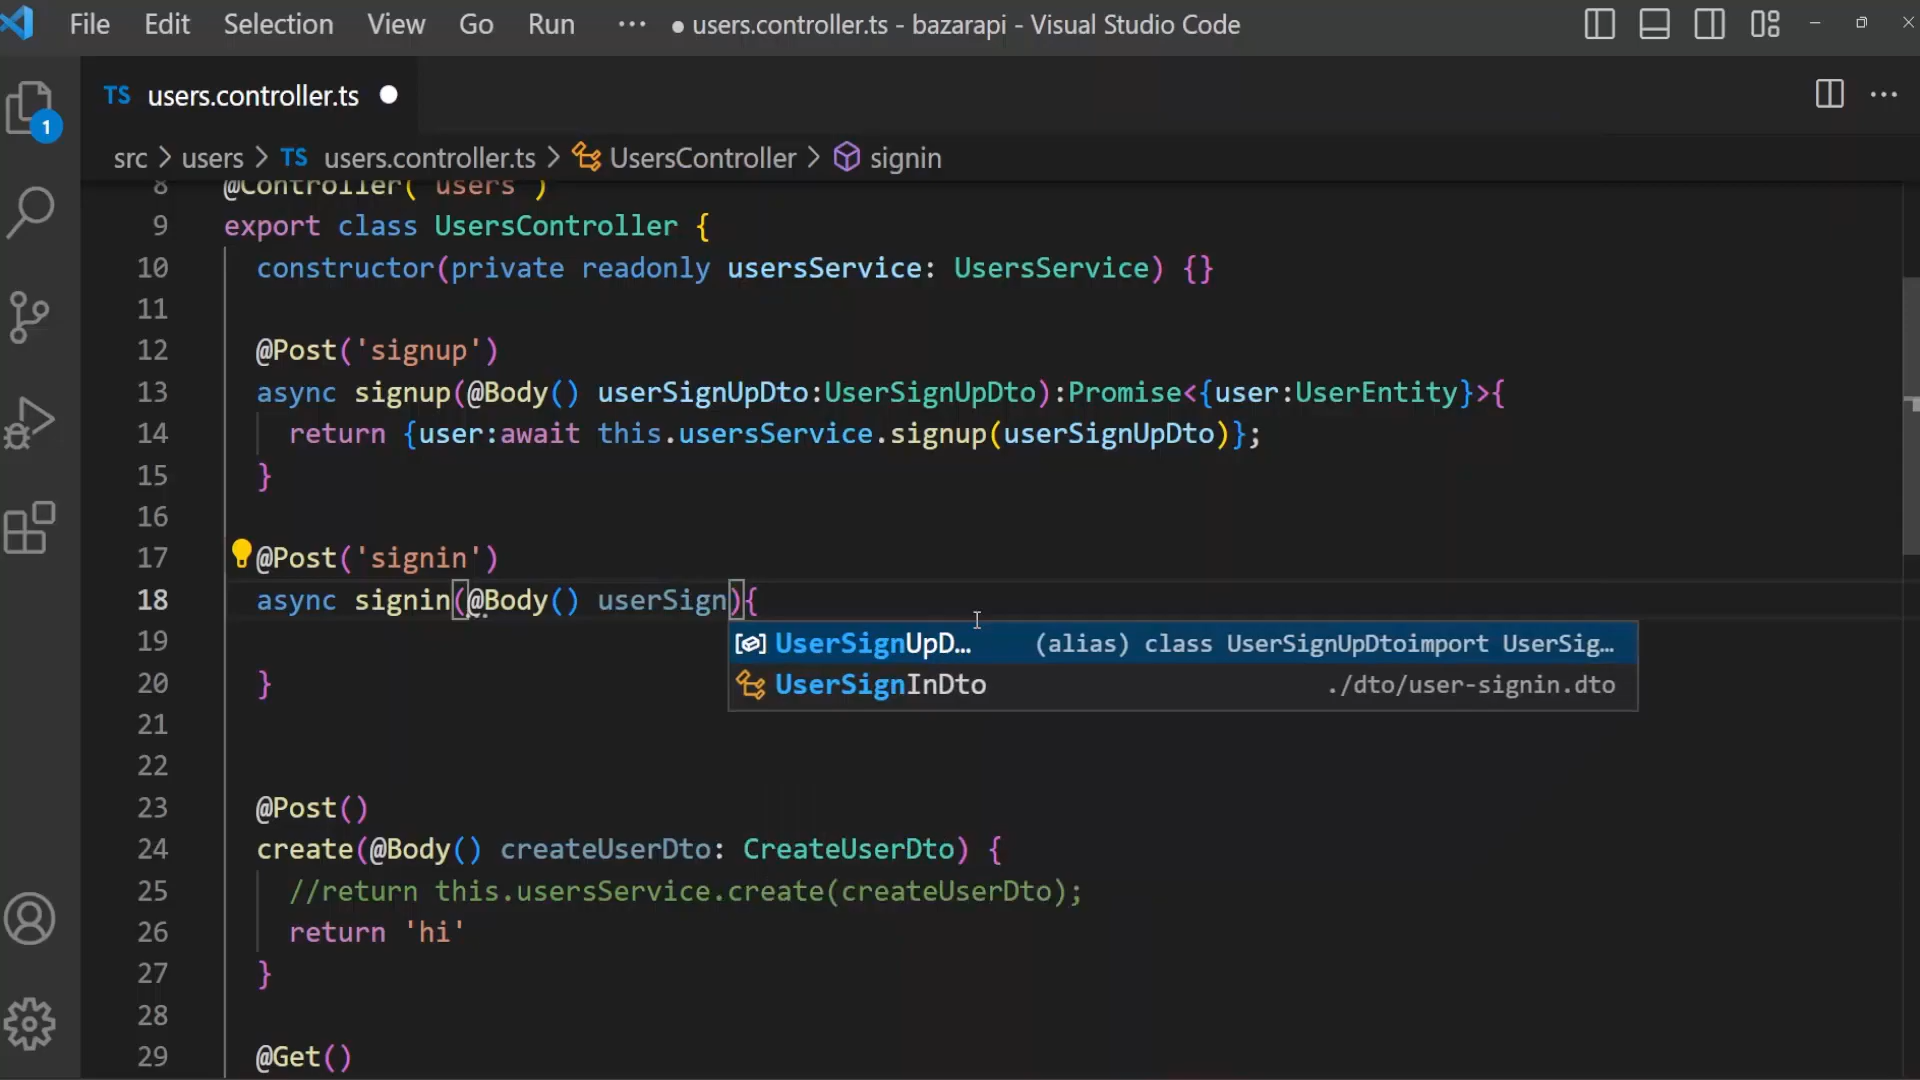 File Edit Selection View Go Run ··· ● users.controller.ts - bazarapi - Visual Studio Code
TS users.controller.ts ●
1
src > users > TS users.controller.ts > UsersController > signin
8 @Controller('users')
9 export class UsersController {
10 constructor(private readonly usersService: UsersService) {}
11
12 @Post('signup')
13 async signup(@Body() userSignUpDto:UserSignUpDto):Promise<{user:UserEntity}>{
14 return {user:await this.usersService.signup(userSignUpDto)};
15 }
16
17 @Post('signin')
18 async signin(@Body() userSign){
UserSignUpD… (alias) class UserSignUpDtoimport UserSig…
19
UserSignInDto ./dto/user-signin.dto
20 }
21
22
23 @Post()
24 create(@Body() createUserDto: CreateUserDto) {
25 //return this.usersService.create(createUserDto);
26 return 'hi'
27 }
28
29 @Get()